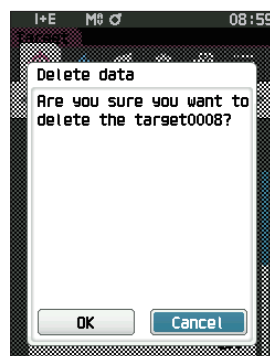 I+E M 08:59
Target
Delete data
Are you sure you want to
delete the target0008?
OK Cancel